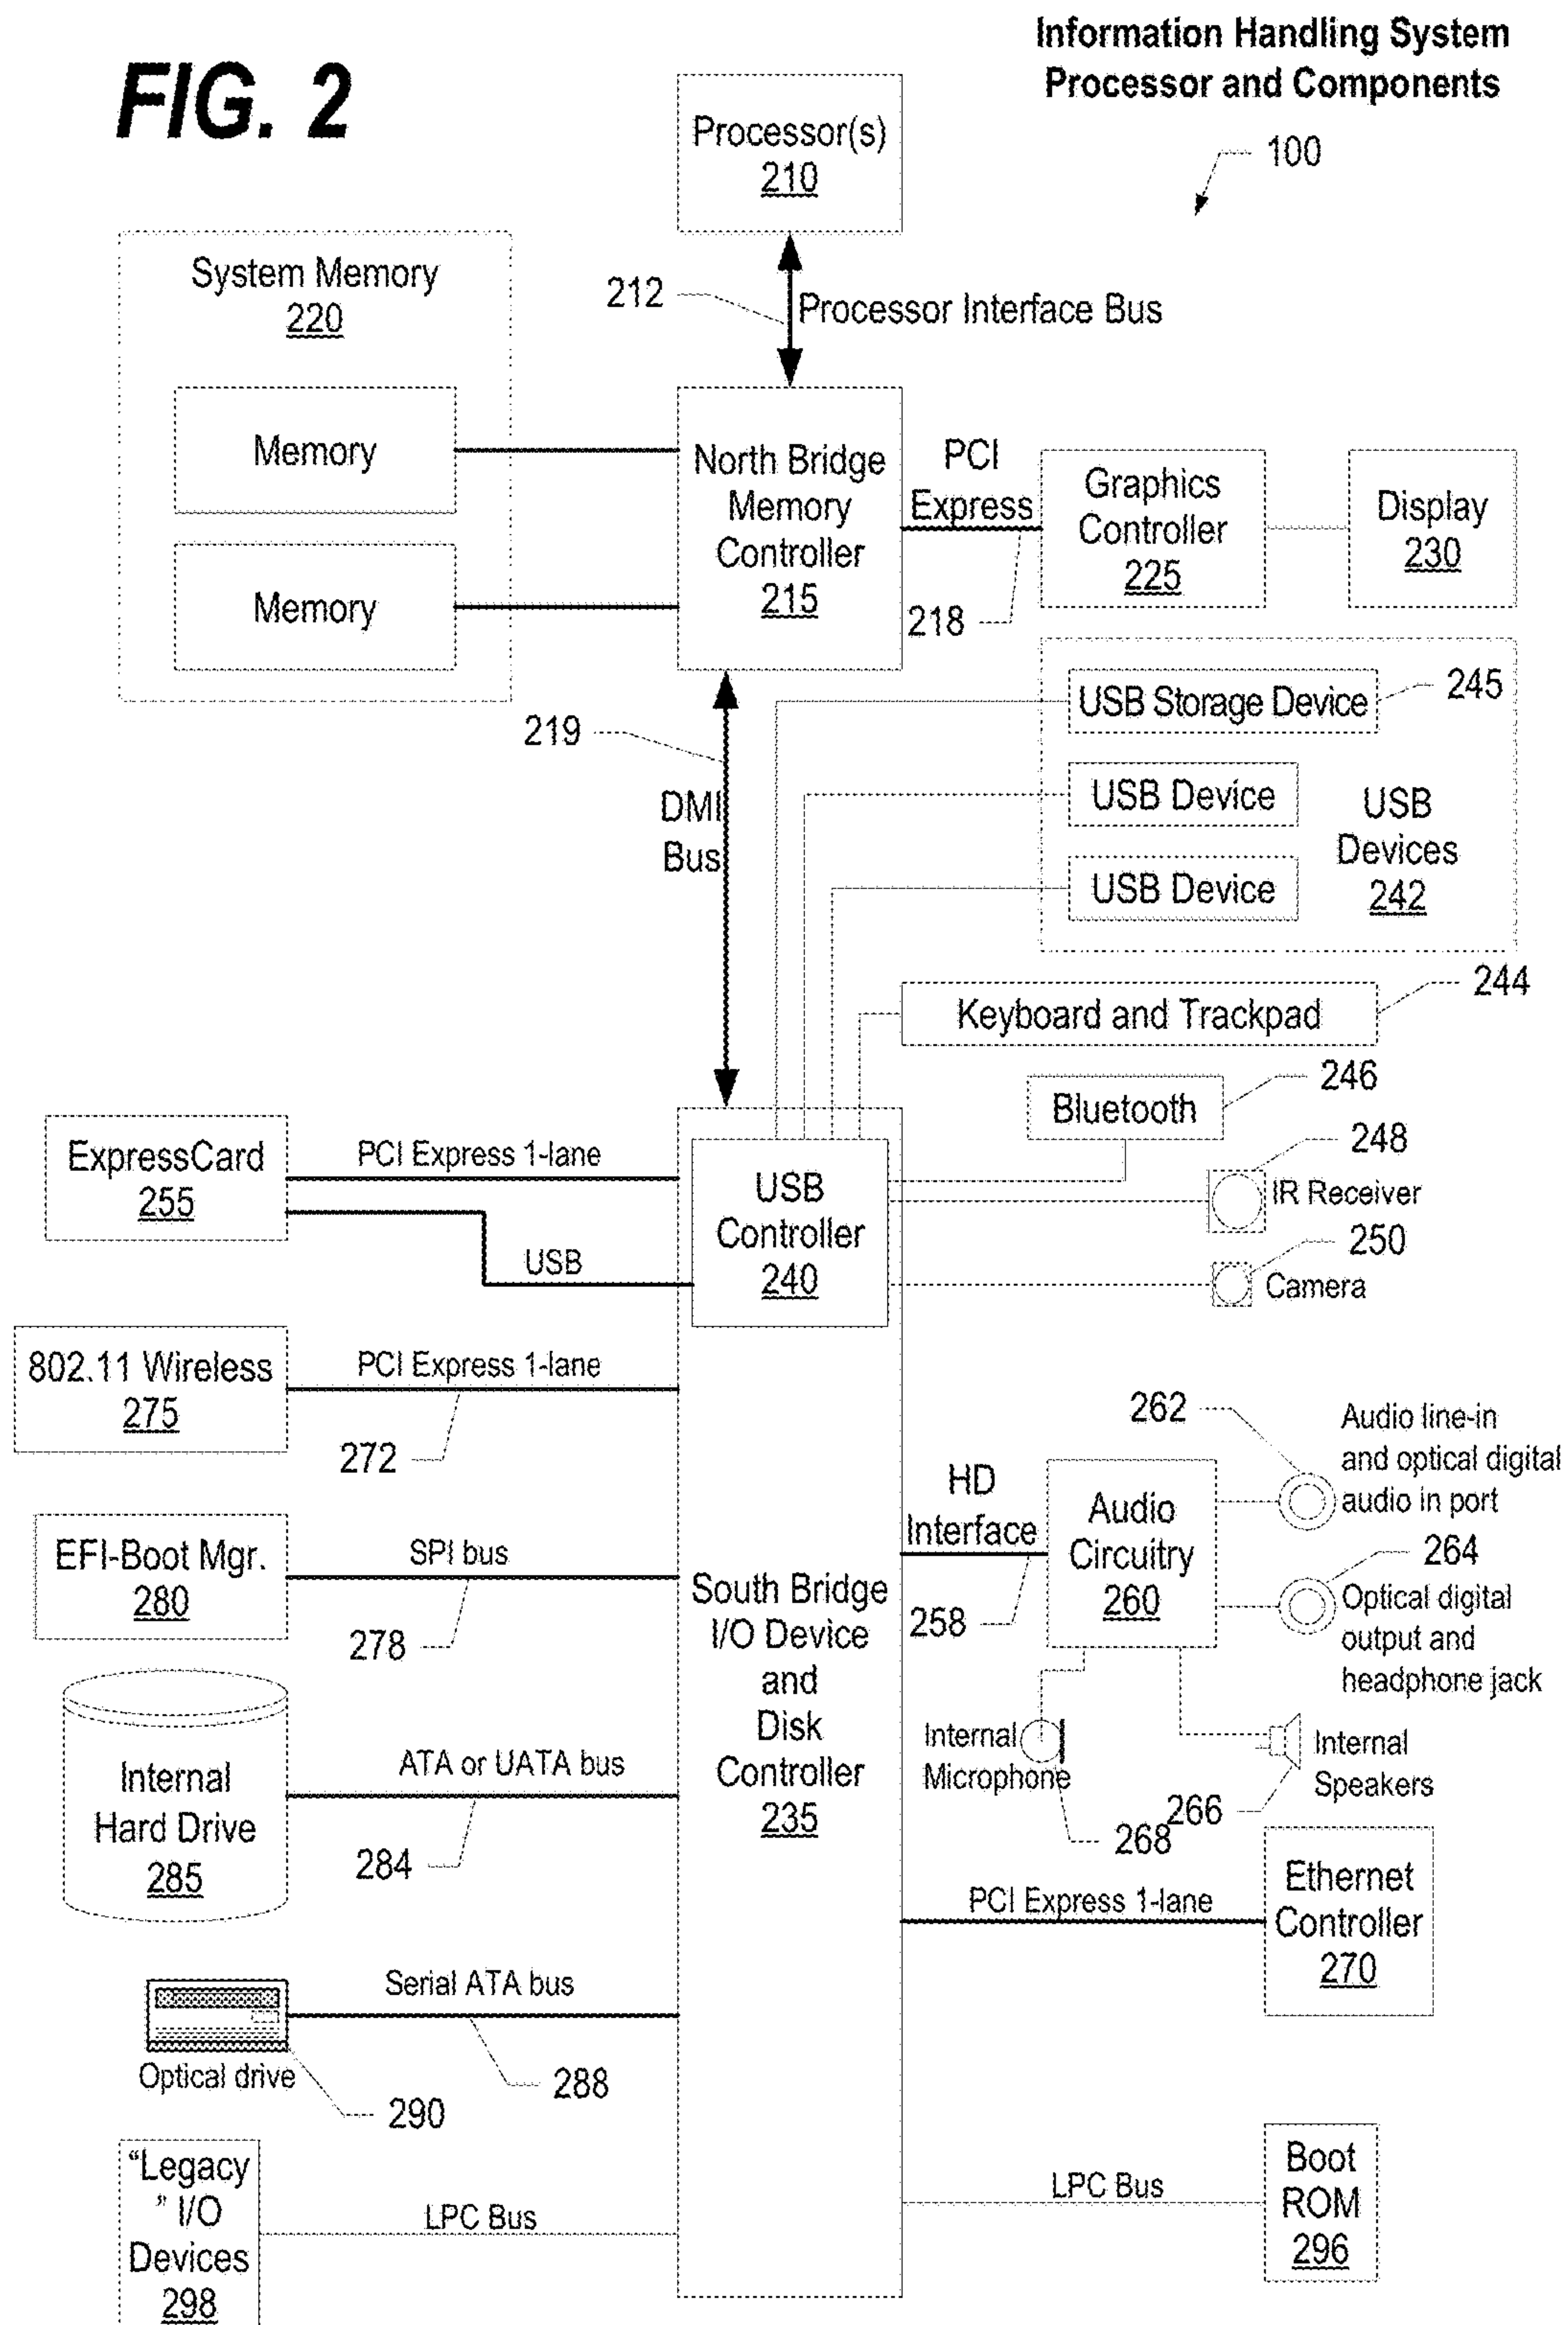 Information Handling System
Processor and Components
FIG. 2
100
Processor(s)
210
System Memory
220
212
Processor Interface Bus
Memory
Memory
North Bridge
Memory
Controller
215
PCI
Express
218
Graphics
Controller
225
Display
230
219
DMI
Bus
USB Storage Device
245
USB Device
USB Device
USB
Devices
242
244
Keyboard and Trackpad
246
Bluetooth
248
IR Receiver
250
Camera
ExpressCard
255
PCI Express 1-lane
USB
USB
Controller
240
802.11 Wireless
275
PCI Express 1-lane
272
262
Audio line-in
and optical digital
audio in port
HD
Interface
258
Audio
Circuitry
260
264
Optical digital
output and
headphone jack
EFI-Boot Mgr.
280
SPI bus
278
South Bridge
I/O Device
and
Disk
Controller
235
Internal
Microphone
268
266
Internal
Speakers
Internal
Hard Drive
285
ATA or UATA bus
284
PCI Express 1-lane
Ethernet
Controller
270
Serial ATA bus
288
Optical drive
290
"Legacy
" I/O
Devices
298
LPC Bus
LPC Bus
Boot
ROM
296